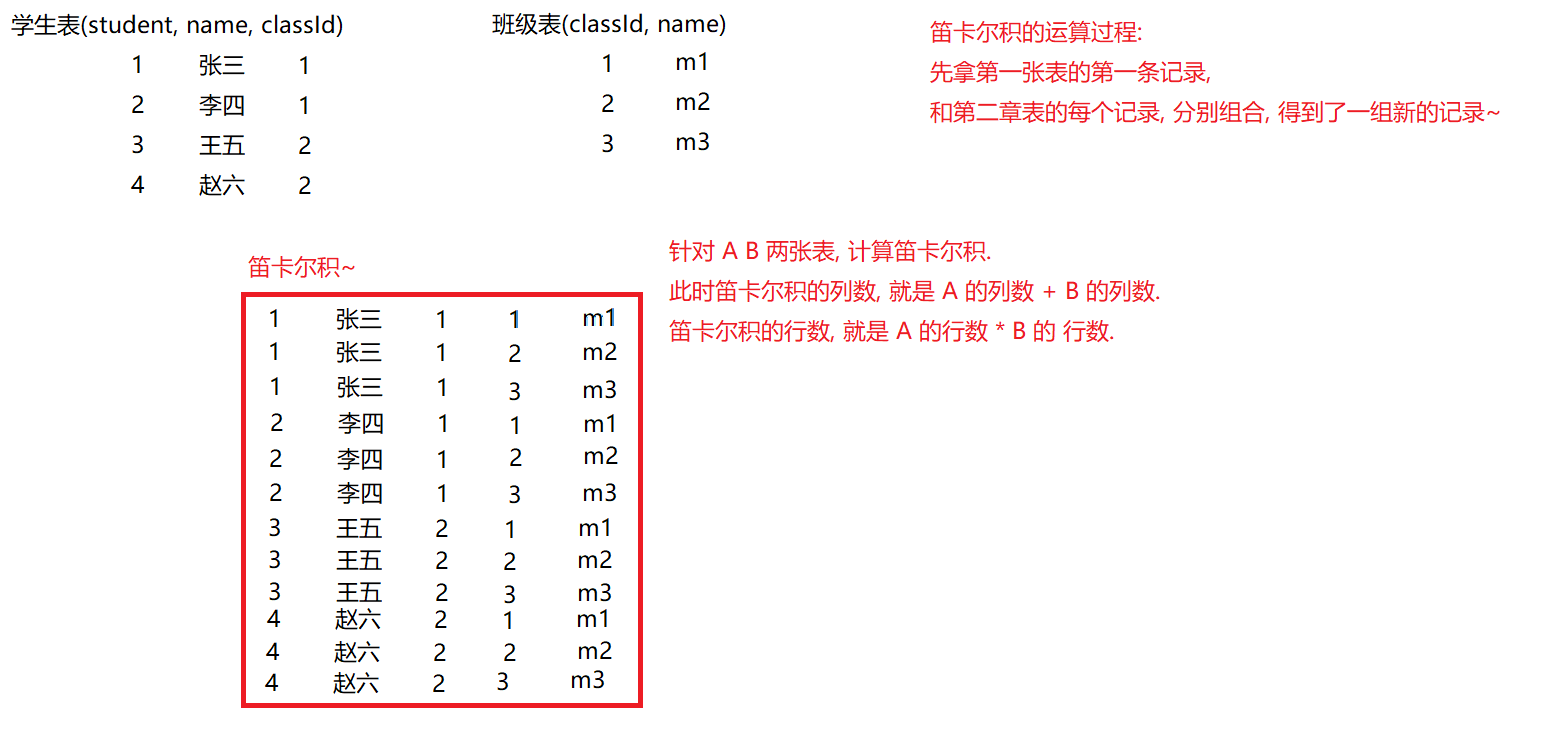 学生表(student, name, classId)
1 张三 1
2 李四 1
3 王五 2
4 赵六 2
班级表(classId, name)
1 m1
2 m2
3 m3
笛卡尔积的运算过程:
先拿第一张表的第一条记录,
和第二章表的每个记录, 分别组合, 得到了一组新的记录~
笛卡尔积~
1 张三 1 1 m1
1 张三 1 2 m2
1 张三 1 3 m3
2 李四 1 1 m1
2 李四 1 2 m2
2 李四 1 3 m3
3 王五 2 1 m1
3 王五 2 2 m2
3 王五 2 3 m3
4 赵六 2 1 m1
4 赵六 2 2 m2
4 赵六 2 3 m3
针对 A B 两张表, 计算笛卡尔积.
此时笛卡尔积的列数, 就是 A 的列数 + B 的列数.
笛卡尔积的行数, 就是 A 的行数 * B 的 行数.